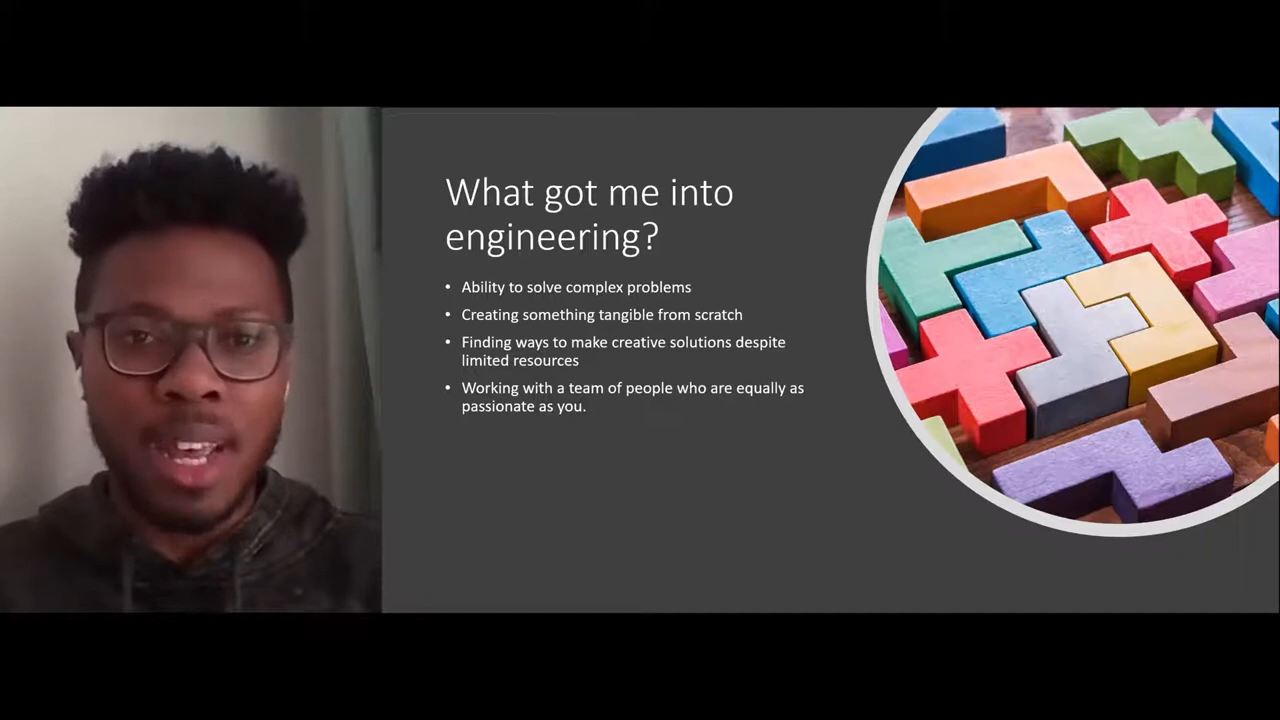 What got me into
engineering?
• Ability to solve complex problems
• Creating something tangible from scratch
• Finding ways to make creative solutions despite
limited resources
• Working with a team of people who are equally as
passionate as you.